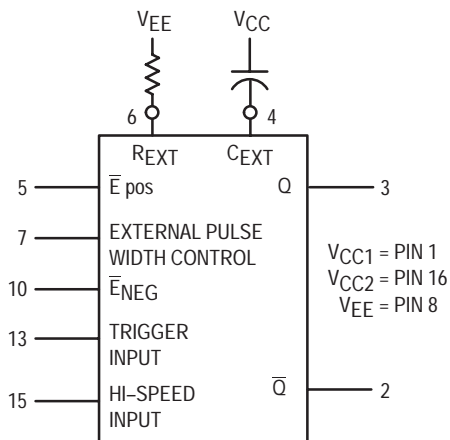 VEE VCC
6 4
REXT CEXT
5 E̅ pos Q 3
7 EXTERNAL PULSE
WIDTH CONTROL
10 E̅NEG
13 TRIGGER
INPUT
15 HI–SPEED
INPUT
Q̅ 2
VCC1 = PIN 1
VCC2 = PIN 16
VEE = PIN 8